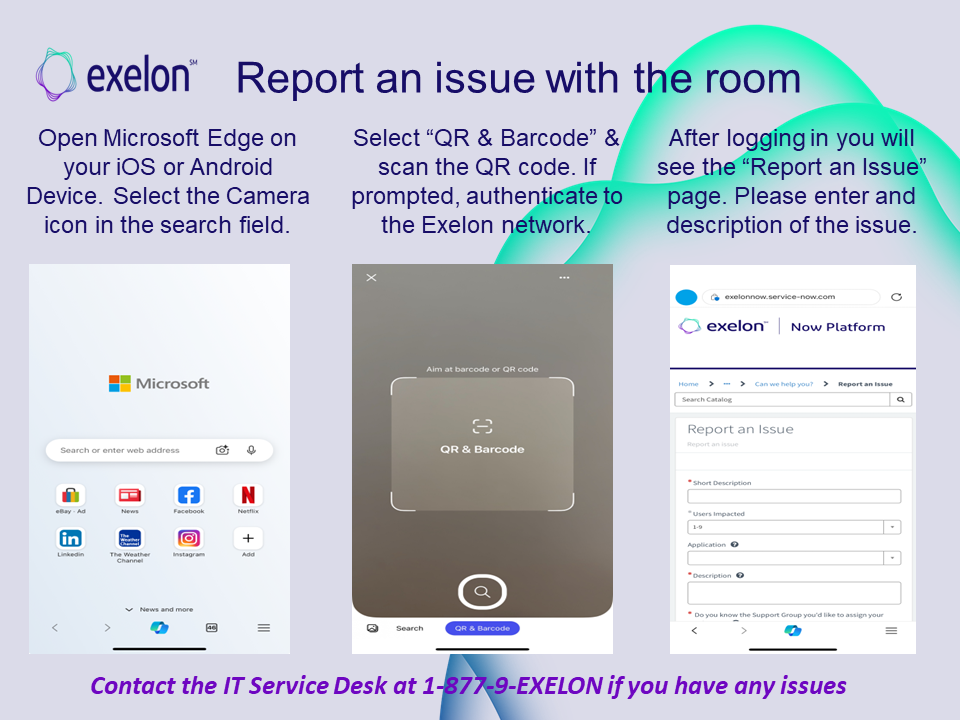 exelon℠
Report an issue with the room
Open Microsoft Edge on
your iOS or Android
Device. Select the Camera
icon in the search field.
Select “QR & Barcode” &
scan the QR code. If
prompted, authenticate to
the Exelon network.
After logging in you will
see the “Report an Issue”
page. Please enter and
description of the issue.
Microsoft
Search or enter web address
eBay · Ad
News
Facebook
Netflix
Linkedin
The Weather Channel
The Weather
Channel
Instagram
Add
News and more
46
Aim at barcode or QR code
QR & Barcode
Search
QR & Barcode
exelonnow.service-now.com
exelon℠ | Now Platform
Home > ··· > Can we help you? > Report an Issue
Search Catalog
Report an Issue
Report an Issue
* Short Description
* Users Impacted
1-9
Application
* Description
* Do you know the Support Group you'd like to assign your
Contact the IT Service Desk at 1-877-9-EXELON if you have any issues